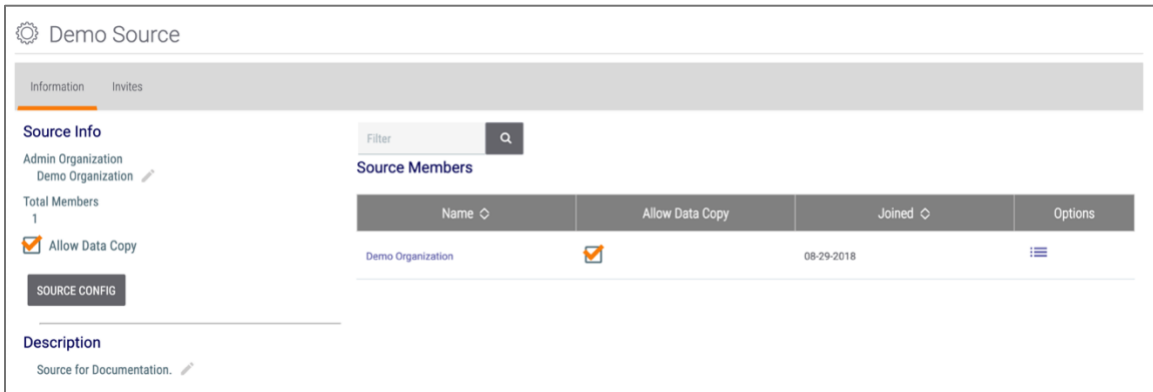 Demo Source
Information Invites
Source Info
Admin Organization
Demo Organization
Total Members
1
Allow Data Copy
SOURCE CONFIG
Description
Source for Documentation.
Filter
Source Members
Name Allow Data Copy Joined Options
Demo Organization 08-29-2018